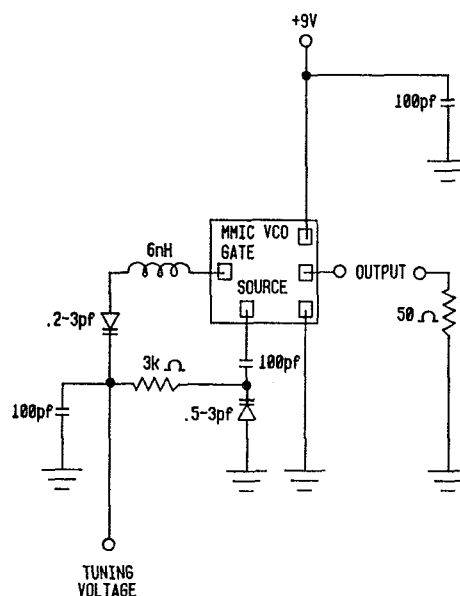 +9V
100pf
MMIC VCO
GATE
6nH
SOURCE
OUTPUT
50 Ω
.2-3pf
3k Ω
100pf
100pf
.5-3pf
TUNING
VOLTAGE